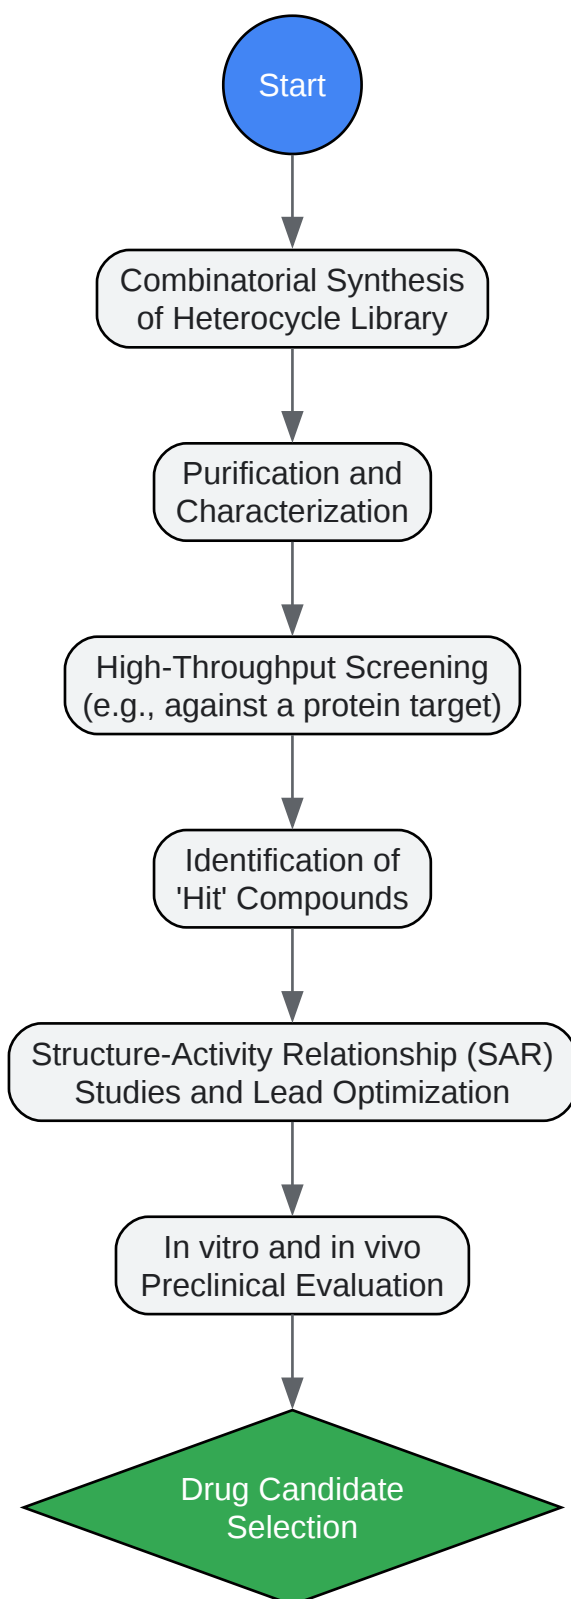 Start
Combinatorial Synthesis
of Heterocycle Library
Purification and
Characterization
High-Throughput Screening
(e.g., against a protein target)
Identification of
'Hit' Compounds
Structure-Activity Relationship (SAR)
Studies and Lead Optimization
In vitro and in vivo
Preclinical Evaluation
Drug Candidate
Selection